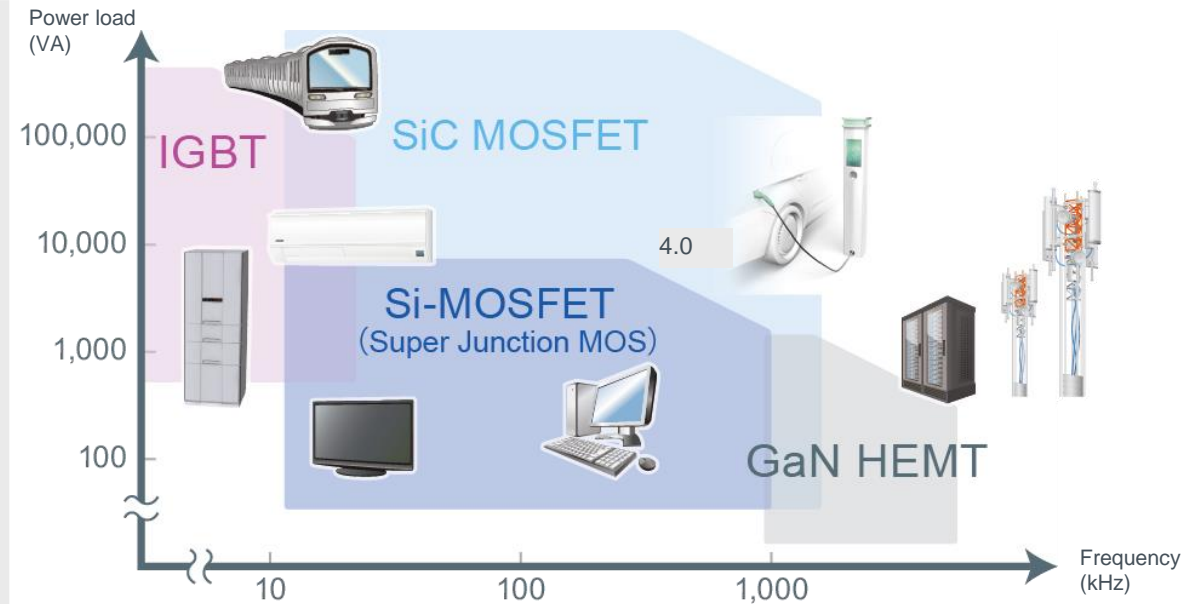 Power load
(VA)
100,000
10,000
1,000
100
IGBT
SiC MOSFET
4.0
Si-MOSFET
(Super Junction MOS)
GaN HEMT
10
100
1,000
Frequency
(kHz)